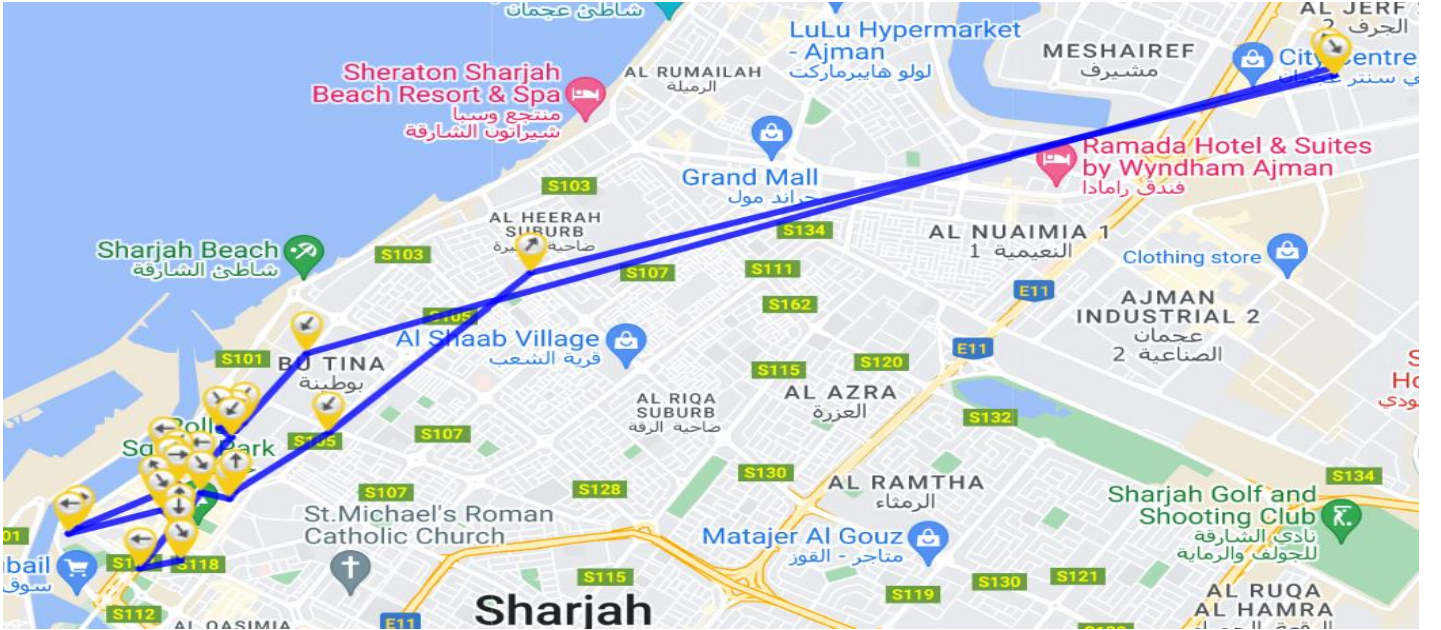 شاطئ عجمان
AL JERF 2
الجرف 2
LuLu Hypermarket
- Ajman
لولو هايبرماركت
MESHAIREF
مشيرف
City Centre
Sheraton Sharjah
Beach Resort & Spa
منتجع وسبا
شيراتون الشارقة
AL RUMAILAH
الرميلة
Ramada Hotel & Suites
by Wyndham Ajman
فندق رامادا
Grand Mall
جراند مول
S103
AL HEERAH
SUBURB
ضاحية
S134
AL NUAIMIA 1
النعيمية 1
Sharjah Beach
شاطئ الشارقة
S103
S107
S111
Clothing store
E11
S162
AJMAN
INDUSTRIAL 2
عجمان
الصناعية 2
S105
Al Shaab Village
قرية الشعب
E11
S101
BU TINA
بوطينة
S115
S120
AL AZRA
العزرة
AL RIQA
SUBURB
ضاحية الرقة
S132
S105
S107
Park
S130
S134
AL RAMTHA
الرمثاء
S107
S128
Sharjah Golf and
Shooting Club
نادي الشارقة
للجولف والرماية
St.Michael's Roman
Catholic Church
Matajer Al Gouz
متاجر - القوز
01
S118
S115
S130
S121
S119
AL RUQA
AL HAMRA
S112
Sharjah
E11
AL QASIMIA